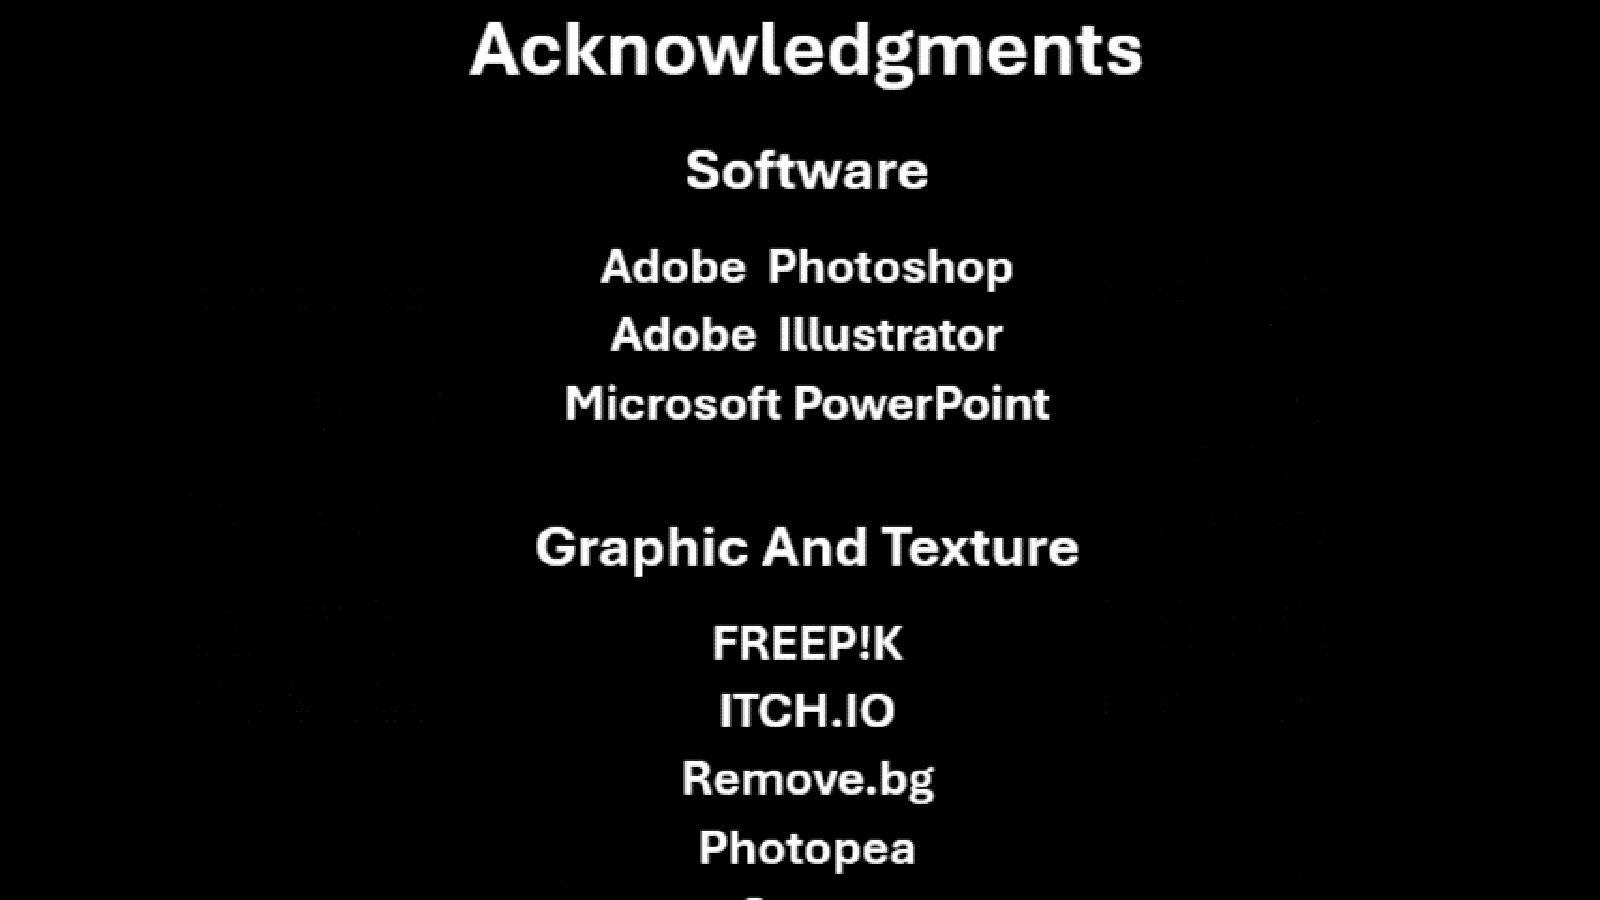 Acknowledgments
Software
Adobe Photoshop
Adobe Illustrator
Microsoft PowerPoint
Graphic And Texture
FREEP!K
ITCH.IO
Remove.bg
Photopea